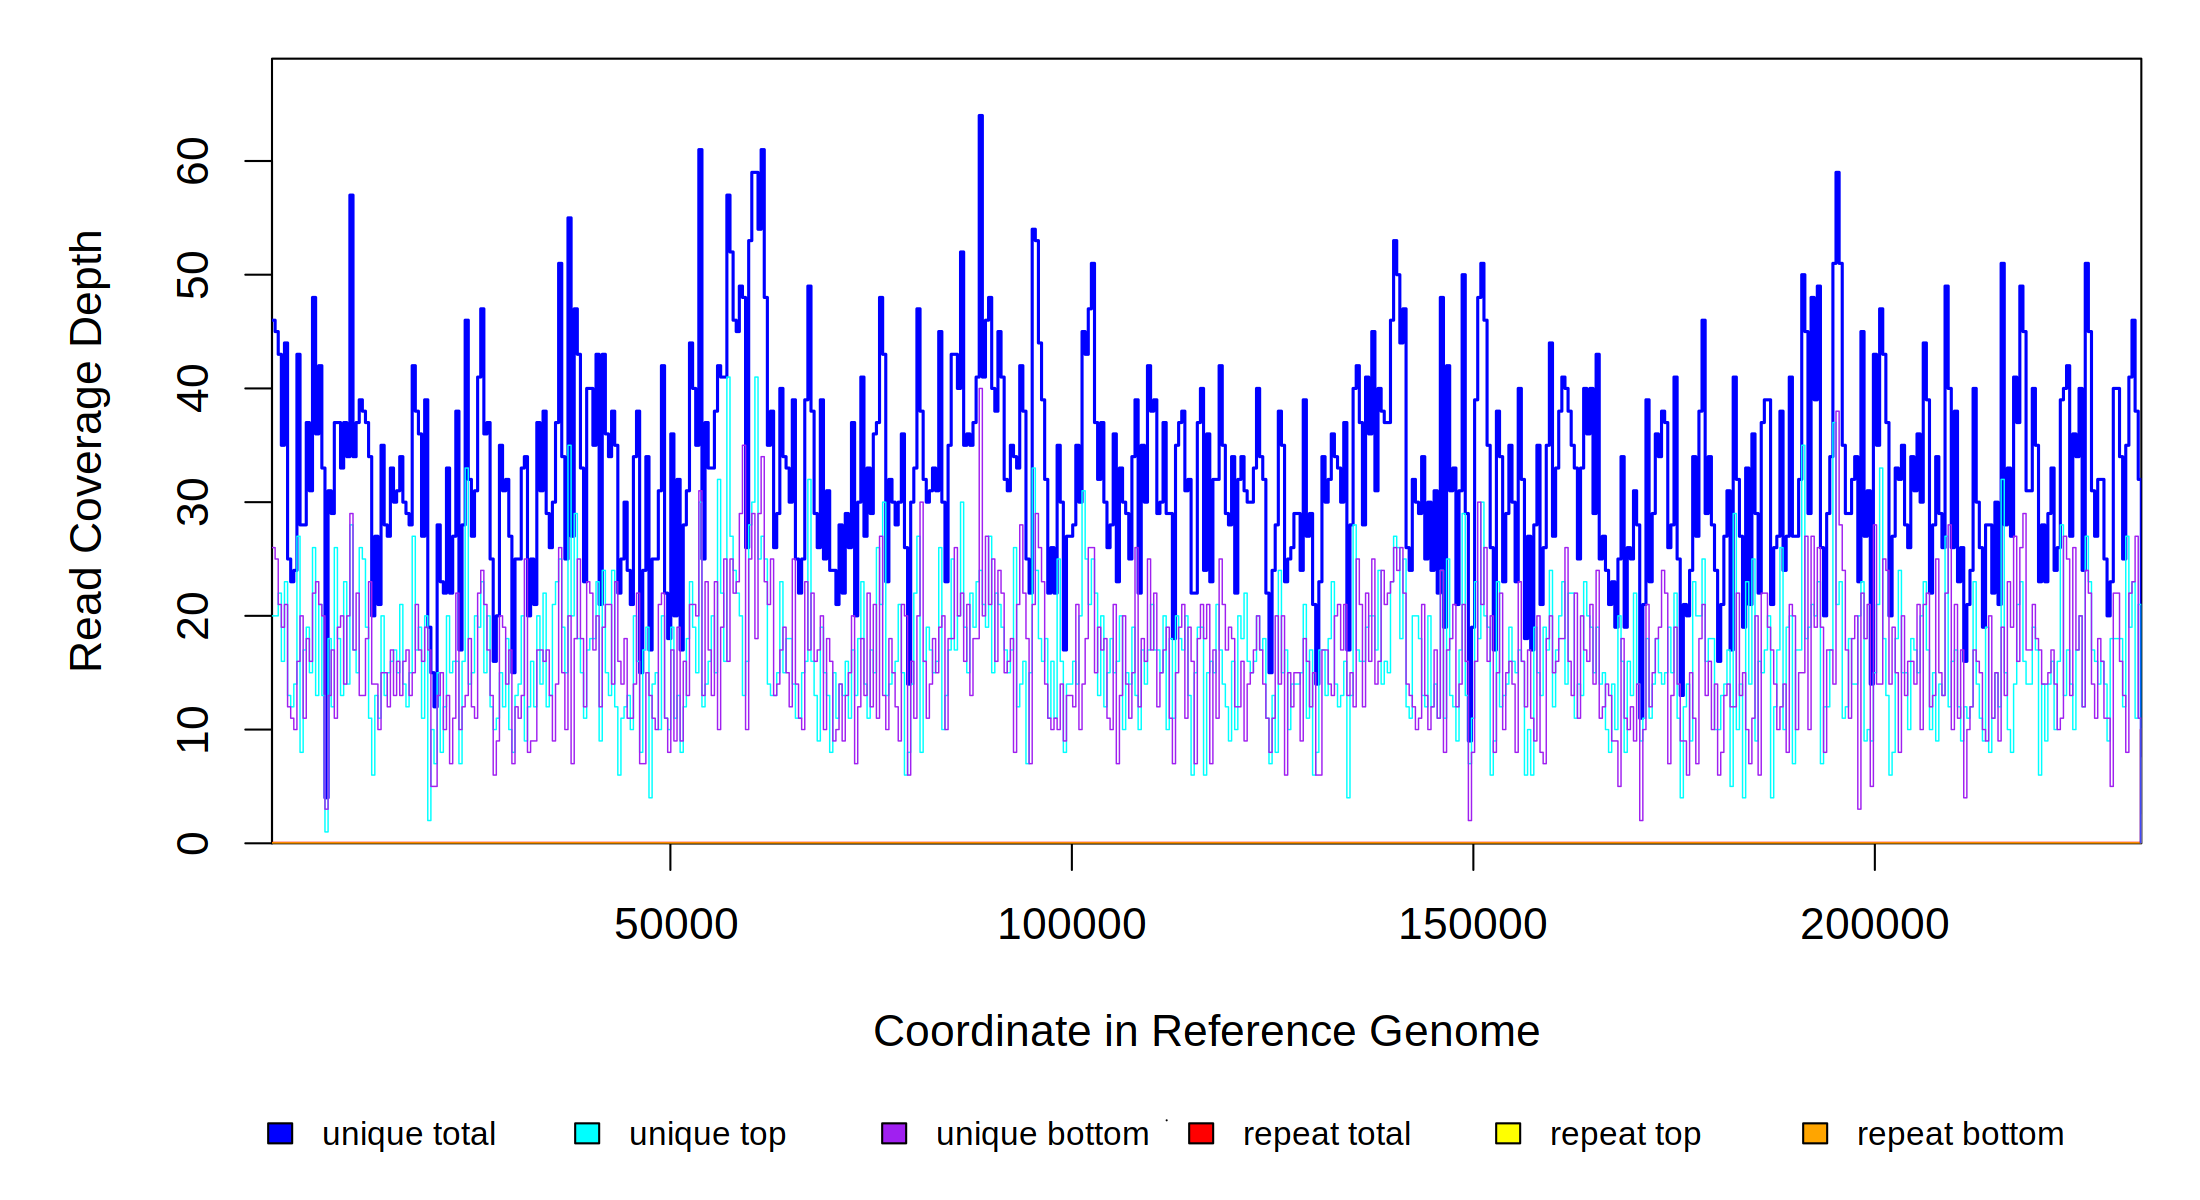 Read Coverage Depth
60
50
40
30
20
10
0
50000 100000 150000 200000
Coordinate in Reference Genome
unique total unique top unique bottom repeat total repeat top repeat bottom